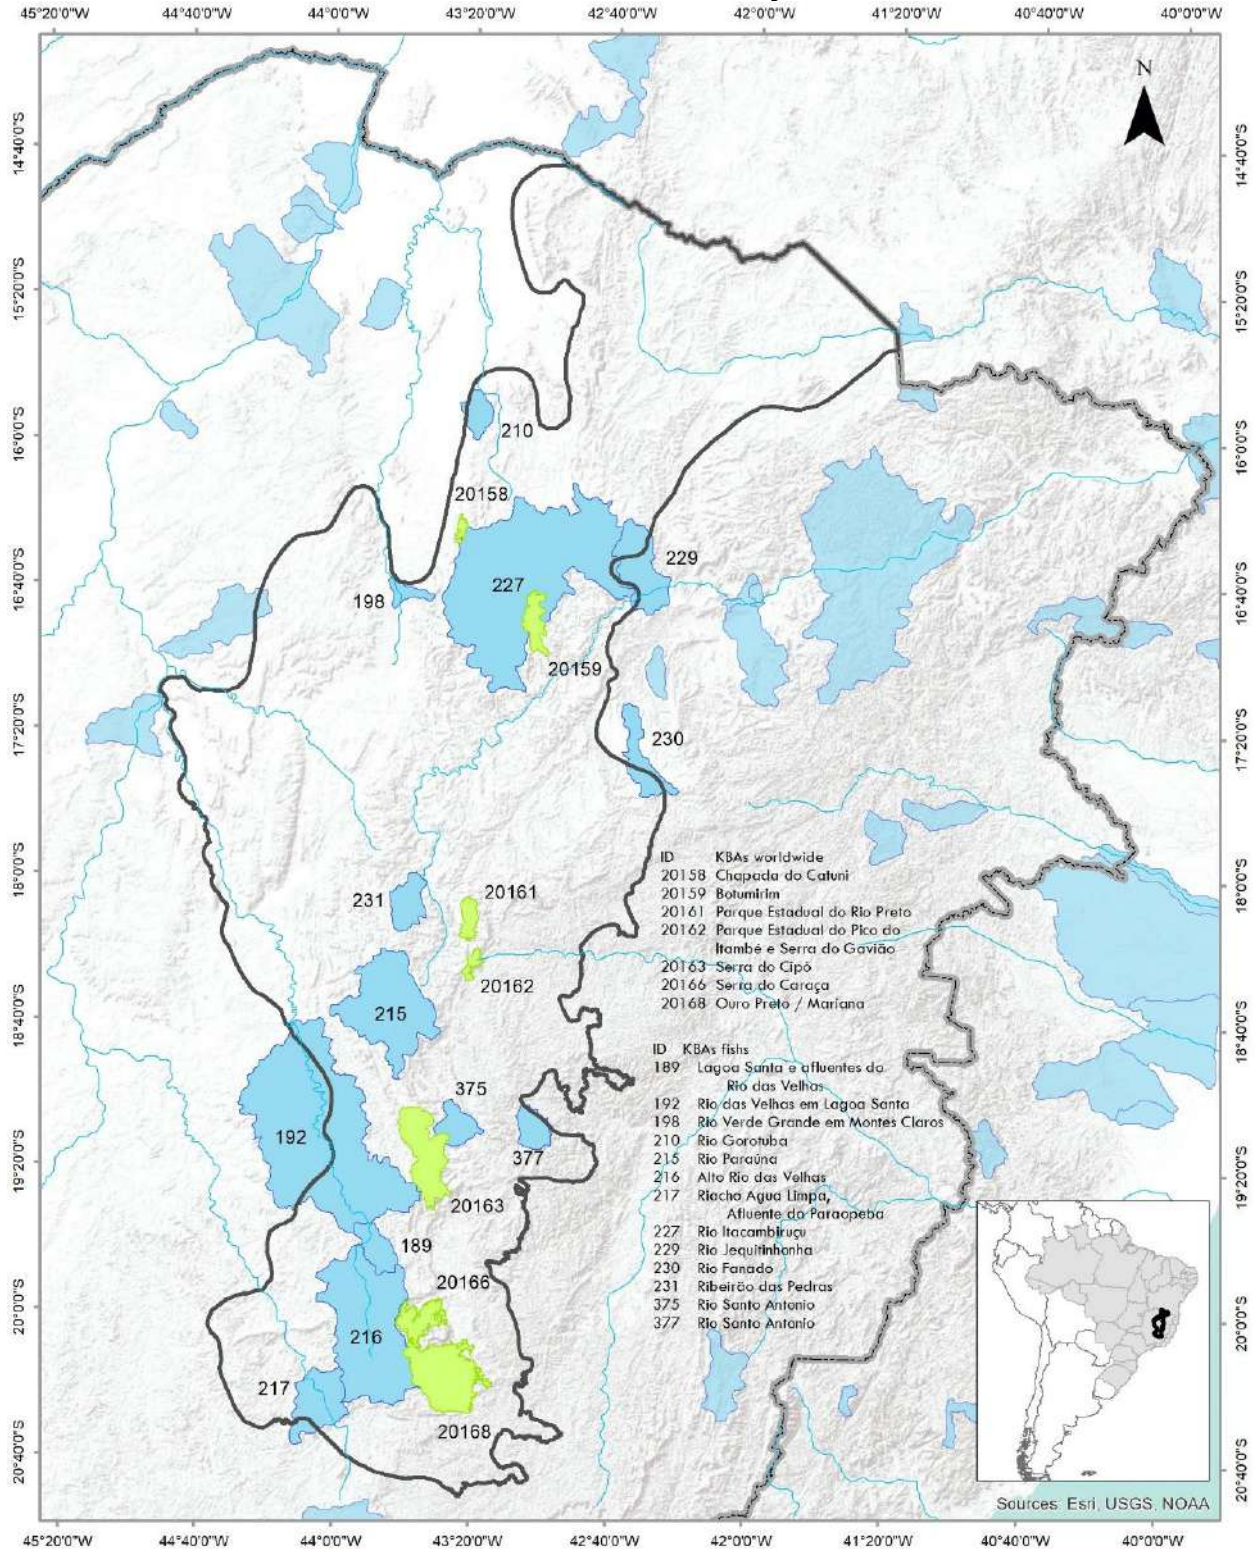 45°20'0"W 44°40'0"W 44°0'0"W 43°20'0"W 42°40'0"W 42°0'0"W 41°20'0"W 40°40'0"W 40°0'0"W
N
14°40'0"S
14°40'0"S
15°20'0"S
15°20'0"S
210
16°0'0"S
16°0'0"S
20158
229
16°40'0"S
227
16°40'0"S
198
20159
17°20'0"S
230
17°20'0"S
ID KBAs worldwide
18°0'0"S
20158 Chapada do Catuni
18°0'0"S
231
20161
20159 Botumirim
20161 Parque Estadual do Rio Preto
20162 Parque Estadual do Pico do
Itambé e Serra do Gavião
20163 Serra do Cipó
20162
20166 Serra do Caraça
215
20168 Ouro Preto / Mariana
18°40'0"S
18°40'0"S
ID KBAs fishs
189 Lagoa Santa e afluentes do
Rio das Velhas
375
192 Rio das Velhas em Lagoa Santa
198 Rio Verde Grande em Montes Claros
192
210 Rio Gorotuba
377
215 Rio Paraúna
19°20'0"S
216 Alto Rio das Velhas
19°20'0"S
20163
217 Riacho Agua Limpa,
Afluente do Paraopeba
227 Rio Itacambiruçu
189
229 Rio Jequitinhonha
230 Rio Fanado
20166
231 Ribeirão das Pedras
375 Rio Santo Antonio
20°0'0"S
377 Rio Santo Antonio
20°0'0"S
216
217
20168
20°40'0"S
20°40'0"S
Sources: Esri, USGS, NOAA
45°20'0"W 44°40'0"W 44°0'0"W 43°20'0"W 42°40'0"W 42°0'0"W 41°20'0"W 40°40'0"W 40°0'0"W